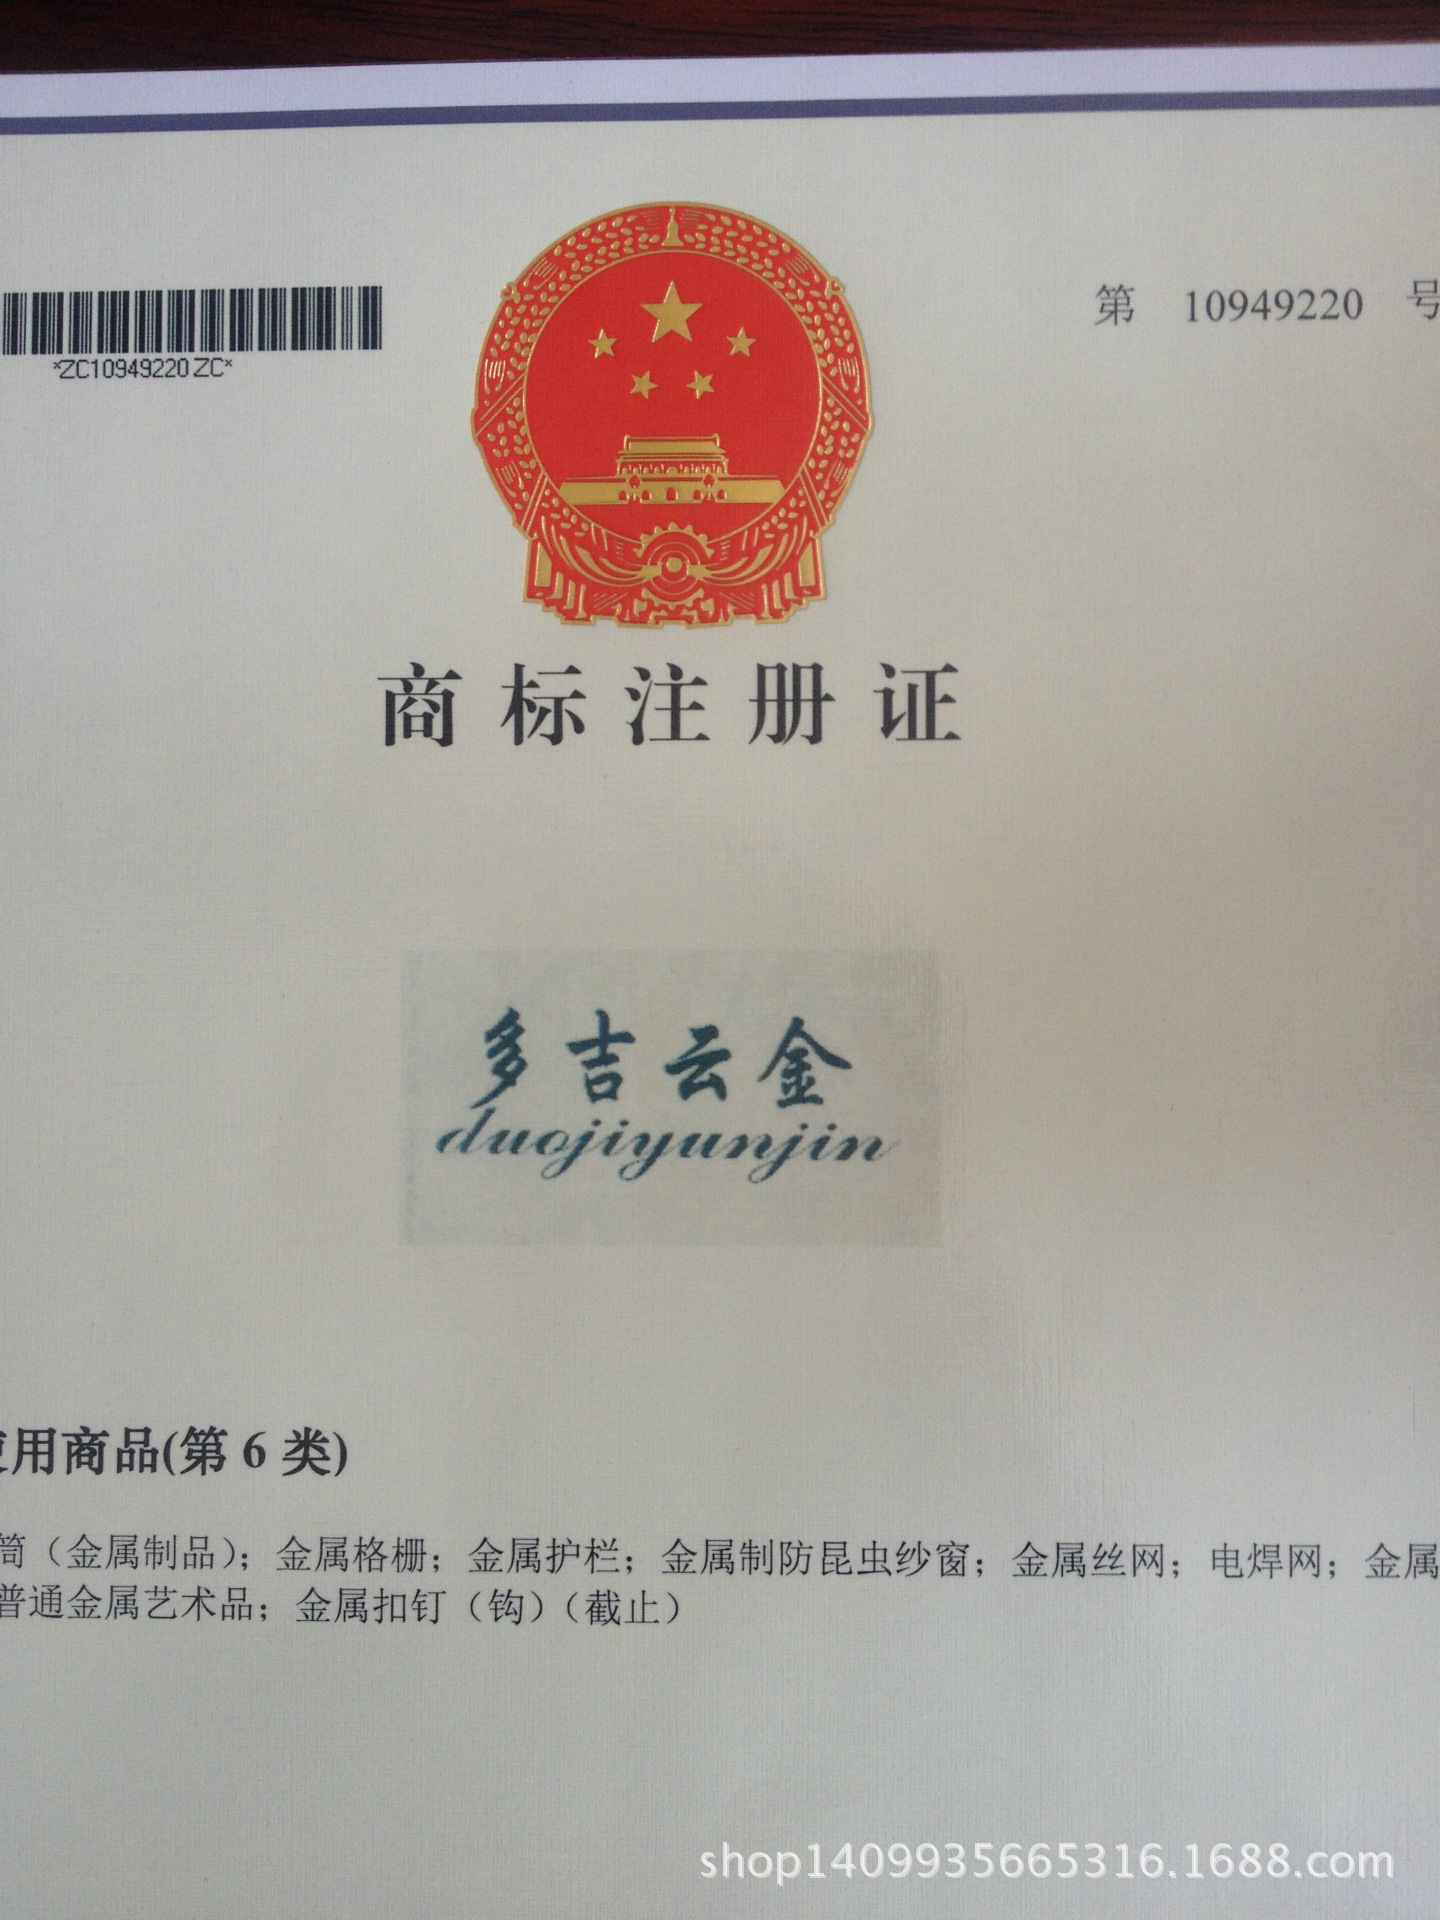 *ZC10949220ZC*
第 10949220 号
商标注册证
多吉云金
duojiyunjin
使用商品(第 6 类)
筒（金属制品）；金属格栅；金属护栏；金属制防昆虫纱窗；金属丝网；电焊网；金属
普通金属艺术品；金属扣钉（钩）（截止）
shop1409935665316.1688.com